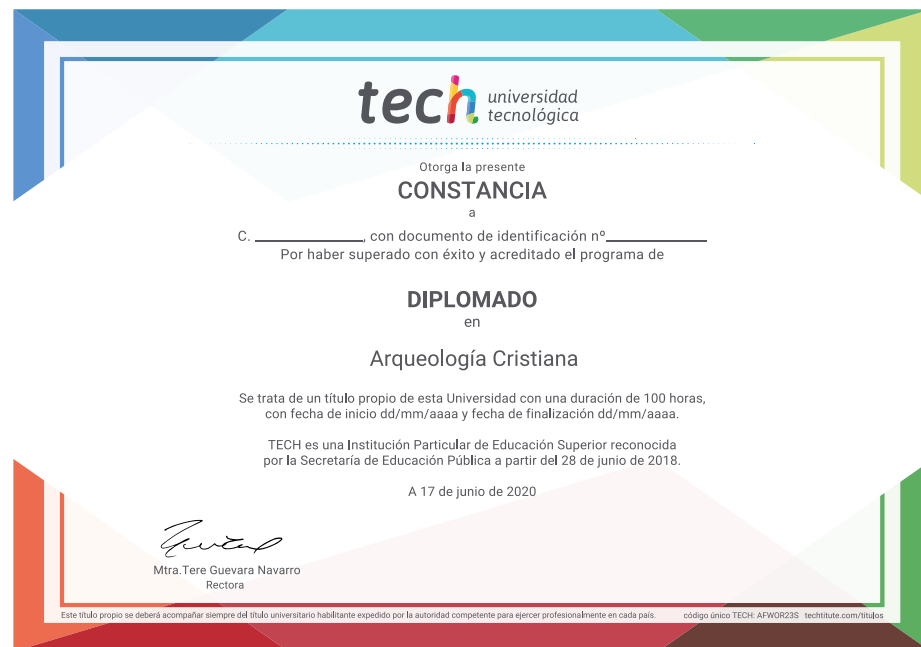 tech universidad
tecnológica
Otorga la presente
CONSTANCIA
a
C. ____________, con documento de identificación nº___________
Por haber superado con éxito y acreditado el programa de
DIPLOMADO
en
Arqueología Cristiana
Se trata de un título propio de esta Universidad con una duración de 100 horas,
con fecha de inicio dd/mm/aaaa y fecha de finalización dd/mm/aaaa.
TECH es una Institución Particular de Educación Superior reconocida
por la Secretaría de Educación Pública a partir del 28 de junio de 2018.
A 17 de junio de 2020
Mtra.Tere Guevara Navarro
Rectora
Este título propio se deberá acompañar siempre del título universitario habilitante expedido por la autoridad competente para ejercer profesionalmente en cada país. código único TECH: AFWOR23S techtitute.com/titulos